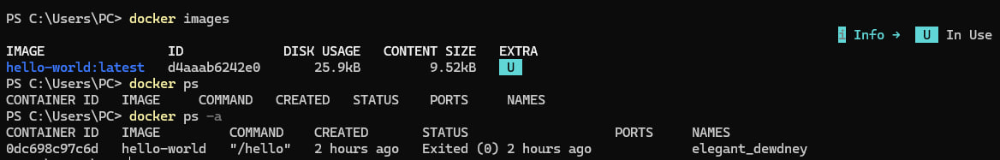 PS C:\Users\PC> docker images
i Info → U In Use
IMAGE ID DISK USAGE CONTENT SIZE EXTRA
hello-world:latest d4aaab6242e0 25.9kB 9.52kB U
PS C:\Users\PC> docker ps
CONTAINER ID IMAGE COMMAND CREATED STATUS PORTS NAMES
PS C:\Users\PC> docker ps -a
CONTAINER ID IMAGE COMMAND CREATED STATUS PORTS NAMES
0dc698c97c6d hello-world "/hello" 2 hours ago Exited (0) 2 hours ago elegant_dewdney